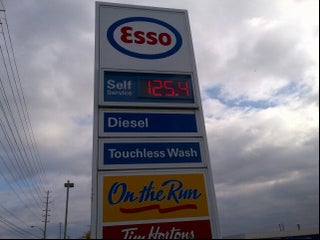 Esso
Self
Service
125.4
Diesel
Touchless Wash
On the Run
Tim Hortons